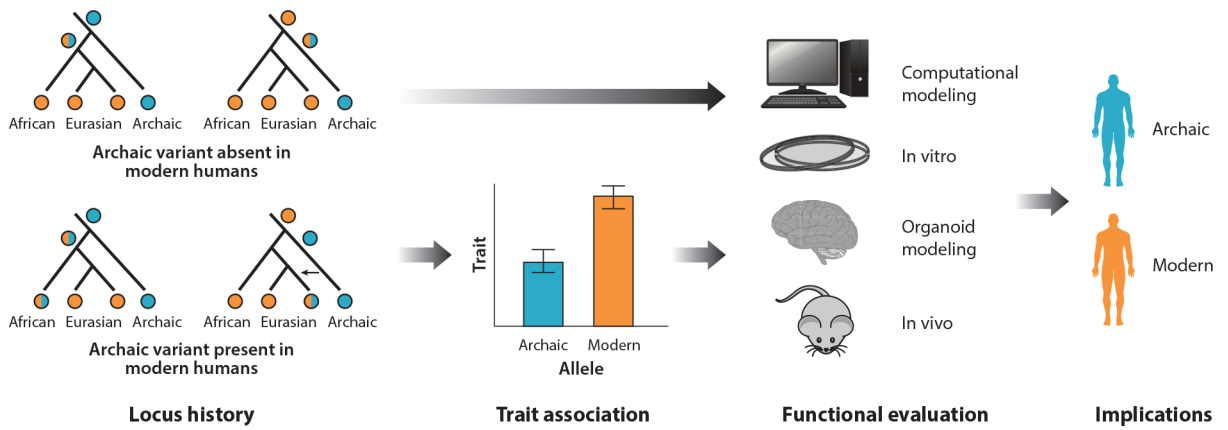 African Eurasian Archaic
African Eurasian Archaic
Archaic variant absent in
modern humans
African Eurasian Archaic
African Eurasian Archaic
Archaic variant present in
modern humans
Locus history
Trait
Archaic Modern
Allele
Trait association
Computational
modeling
In vitro
Organoid
modeling
In vivo
Functional evaluation
Archaic
Modern
Implications